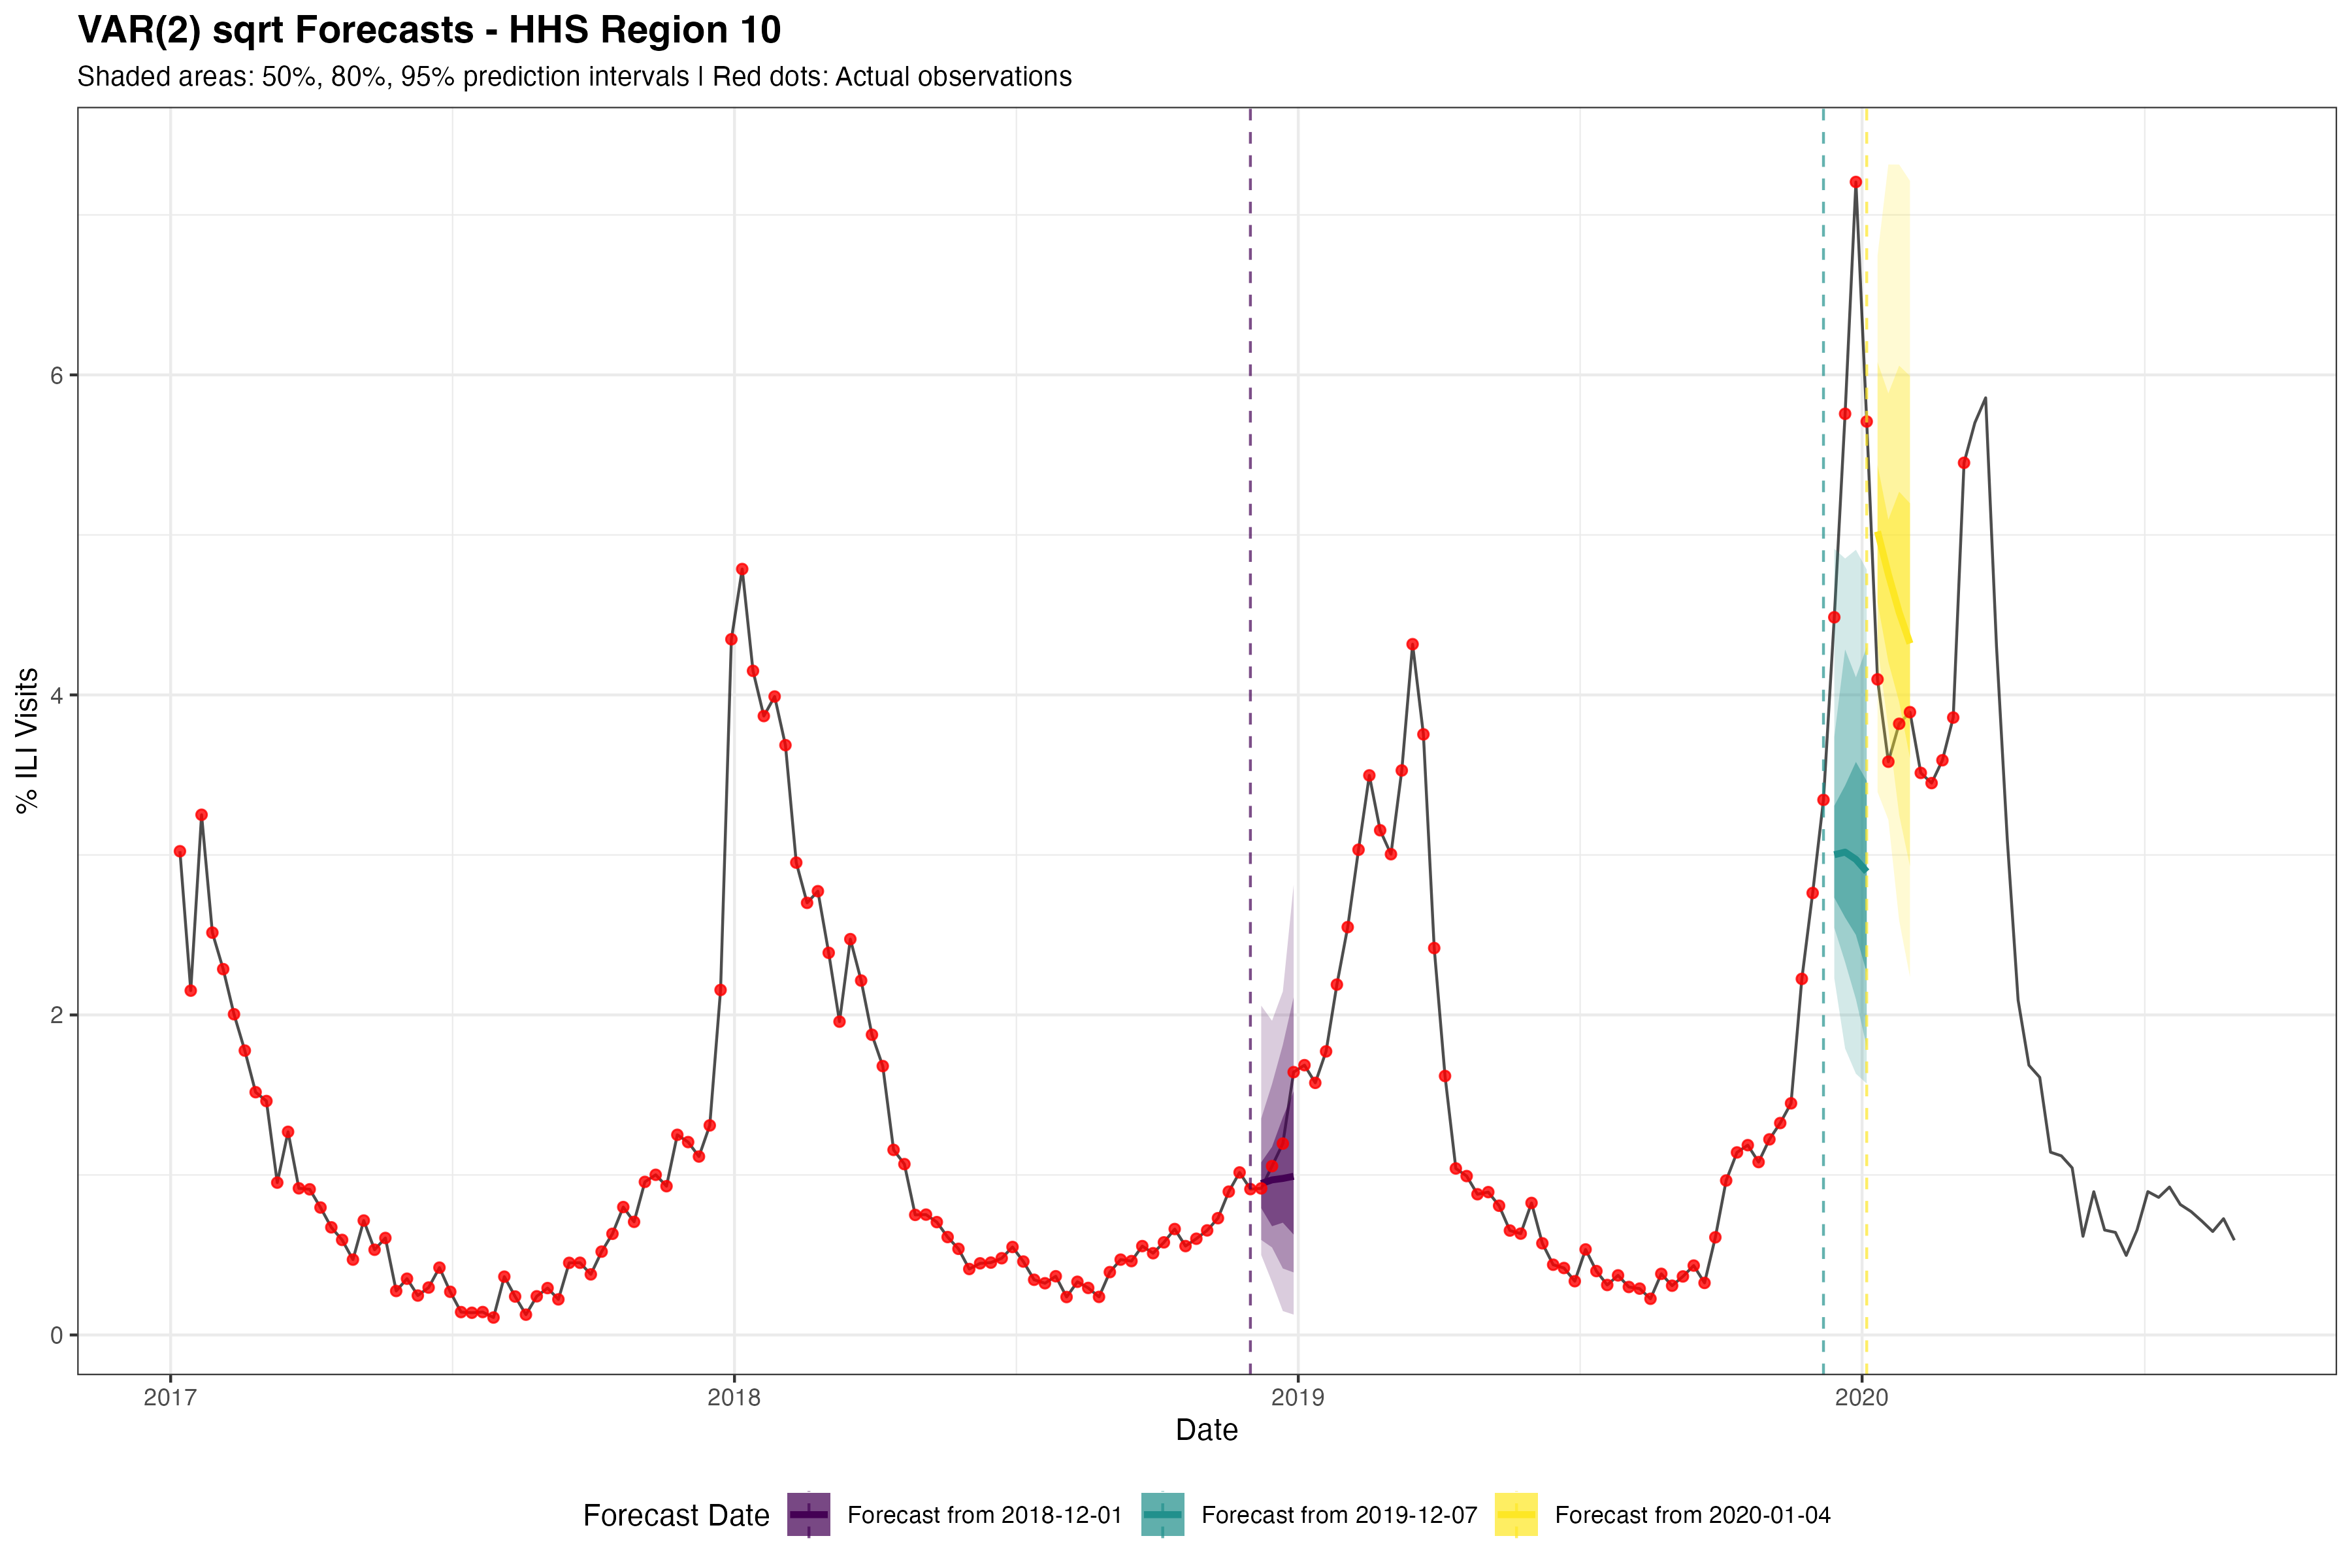 VAR(2) sqrt Forecasts - HHS Region 10
Shaded areas: 50%, 80%, 95% prediction intervals | Red dots: Actual observations
% ILI Visits
6
4
2
0
2017 2018 2019 2020
Date
Forecast Date Forecast from 2018-12-01 Forecast from 2019-12-07 Forecast from 2020-01-04